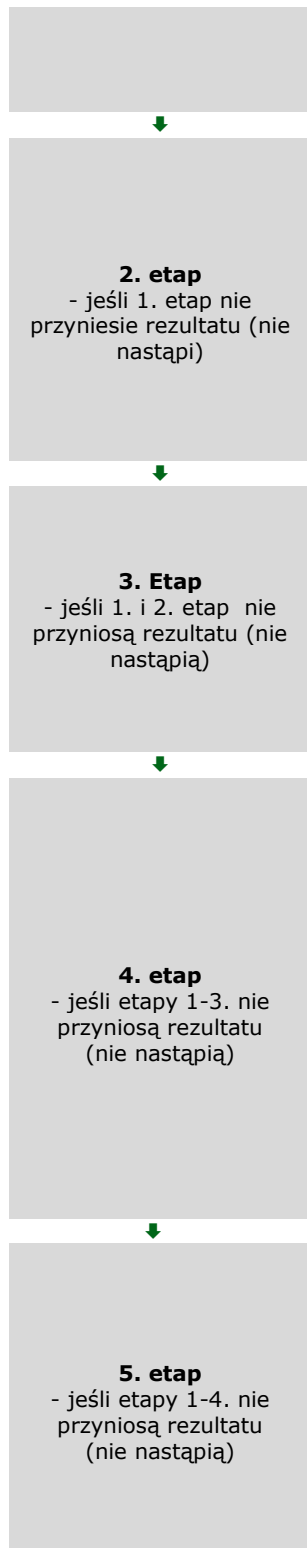 2. etap
- jeśli 1. etap nie
przyniesie rezultatu (nie
nastąpi)
3. Etap
- jeśli 1. i 2. etap  nie
przyniosą rezultatu (nie
nastąpią)
4. etap
- jeśli etapy 1-3. nie
przyniosą rezultatu
(nie nastąpią)
5. etap
- jeśli etapy 1-4. nie
przyniosą rezultatu
(nie nastąpią)